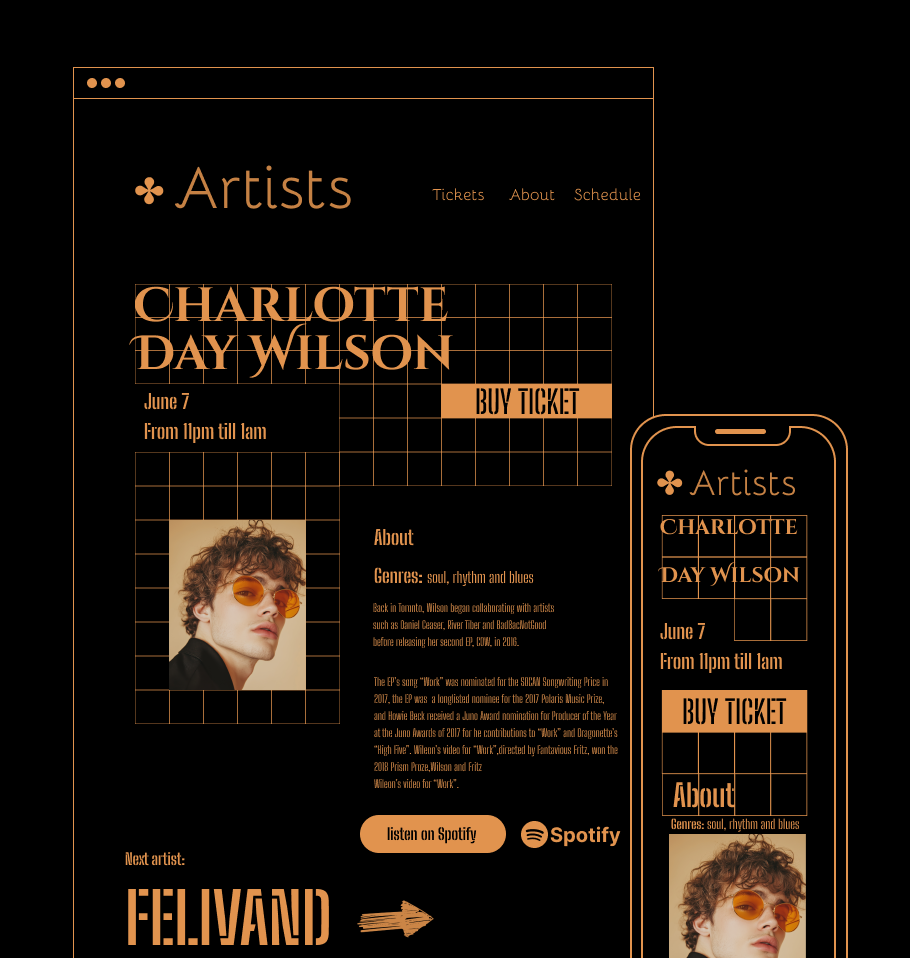 Artists
Tickets About Schedule
CHARLOTTE
DAY WILSON
BUY TICKET
June 7
From 11pm till 1am
About
Genres: soul, rhythm and blues
Back in Toronto, Wilson began collaborating with artists
such as Daniel Ceaser, River Tiber and BadBacNotGood
before releasing her second EP, CDW, in 2016.
The EP's song “Work” was nominated for the SOCAN Songwriting Price in
2017, the EP was a longlisted nominee for the 2017 Polaris Music Prize,
and Howie Beck received a Juno Award nomination for Producer of the Year
at the Juno Awards of 2017 for he contributions to “Work” and Dragonette's
“High Five”. Wileon's video for “Work”,directed by Fantavious Fritz, won the
2018 Prism Proze,Wilson and Fritz
Wileon's video for “Work”.
listen on Spotify
Spotify
Next artist:
FELIVAND
Artists
CHARLOTTE
DAY WILSON
June 7
From 11pm till 1am
BUY TICKET
About
Genres: soul, rhythm and blues